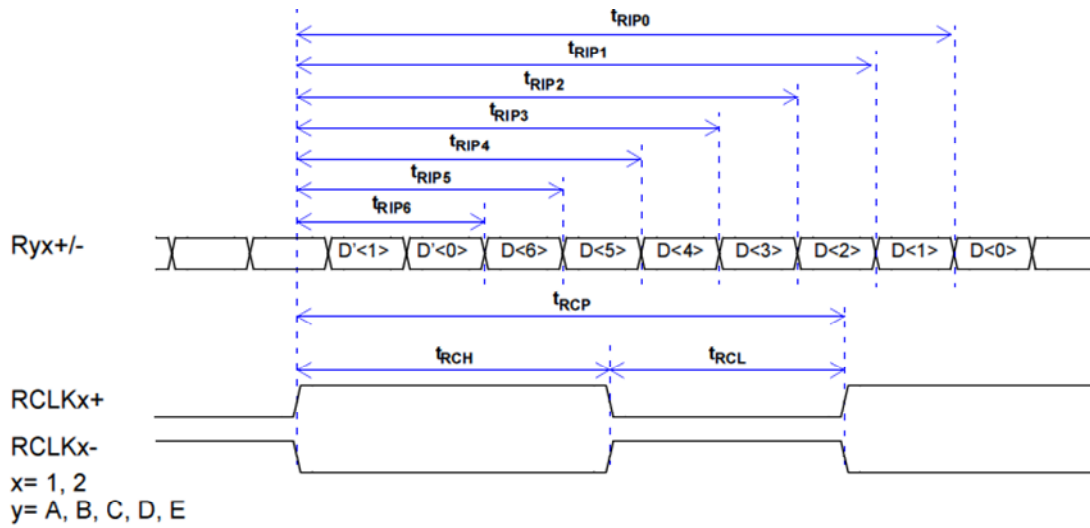 tRIP0
tRIP1
tRIP2
tRIP3
tRIP4
tRIP5
tRIP6
Ryx+/- D'<1> D'<0> D<6> D<5> D<4> D<3> D<2> D<1> D<0>
tRCP
tRCH tRCL
RCLKx+
RCLKx-
x= 1, 2
y= A, B, C, D, E